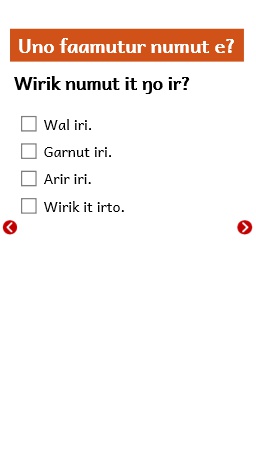 Uno faamutur numut e?
Wirik numut it ŋo ir?
Wal iri.
Garnut iri.
Arir iri.
Wirik it irto.